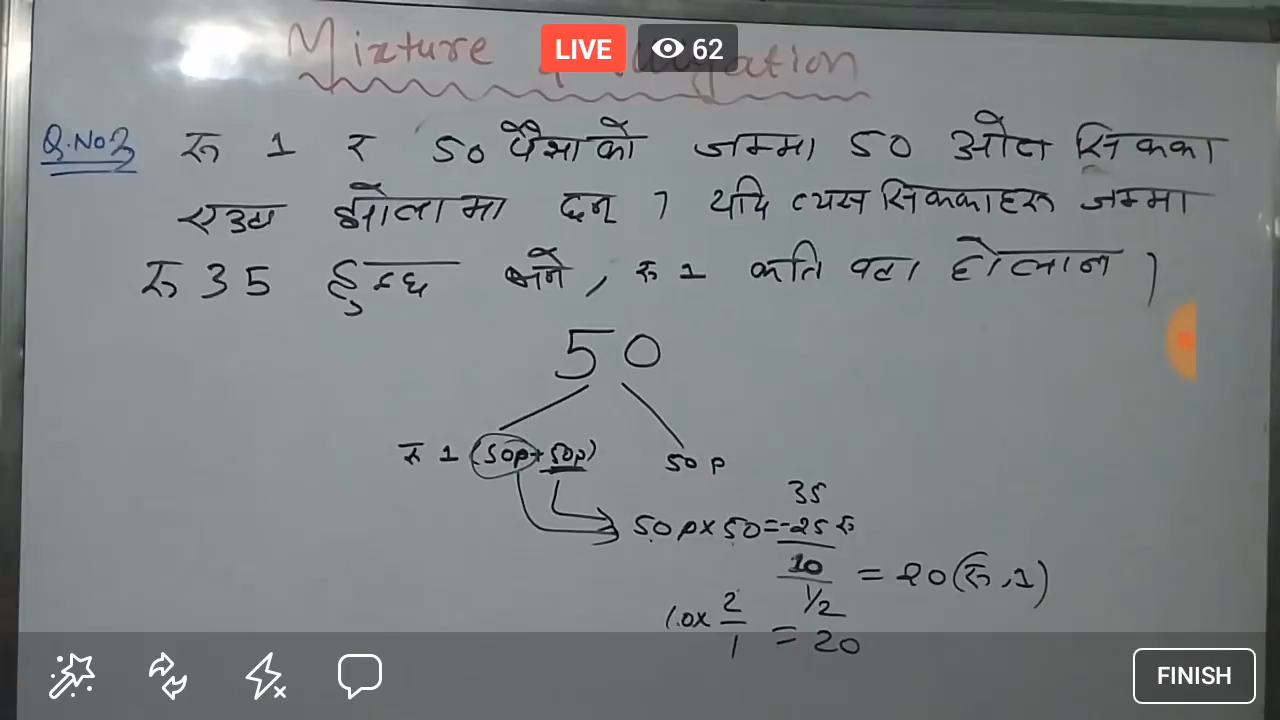 LIVE 62
Mixture
Q.No3 रु 1 र 50 पैसाको जम्मा 50 ओटा सिक्का
एउटा झोलामा छन् । यदि त्यस सिक्काहरु जम्मा
रु 35 हुन्छ भने, रु 1 कति वटा होलान ।
50
रु 1 (50p+50p) 50 P
35
50 p×50=-25 रु
10
1/2 = 20 (रु.1)
10× 2/1 = 20
FINISH